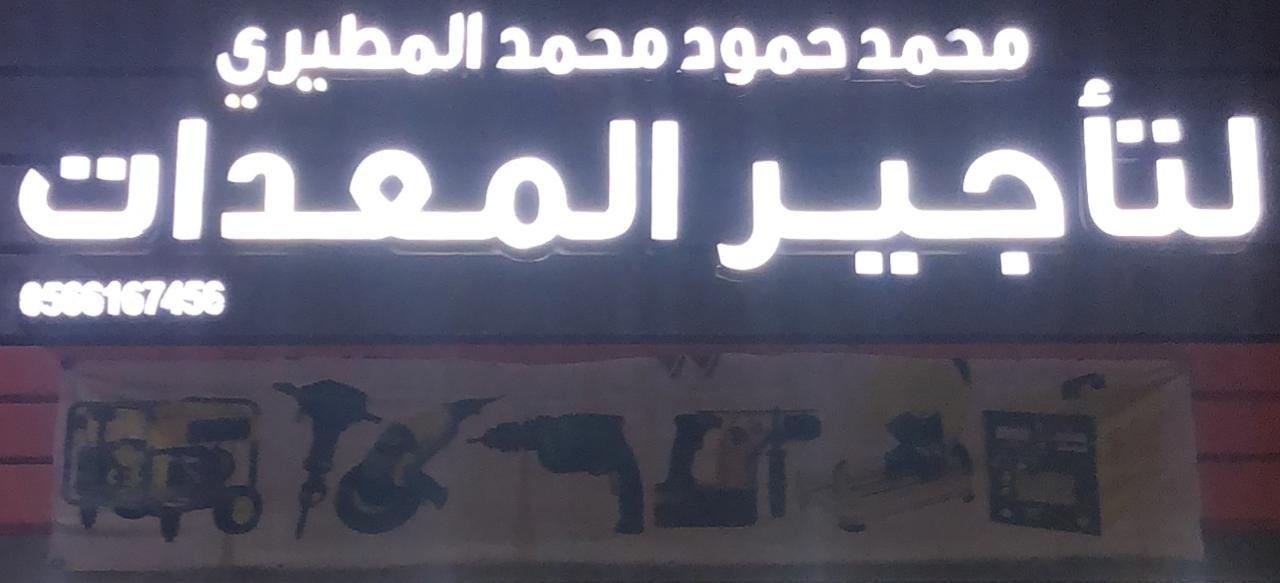 محمد حمود محمد المطيري
لتأجير المعدات
0566167456